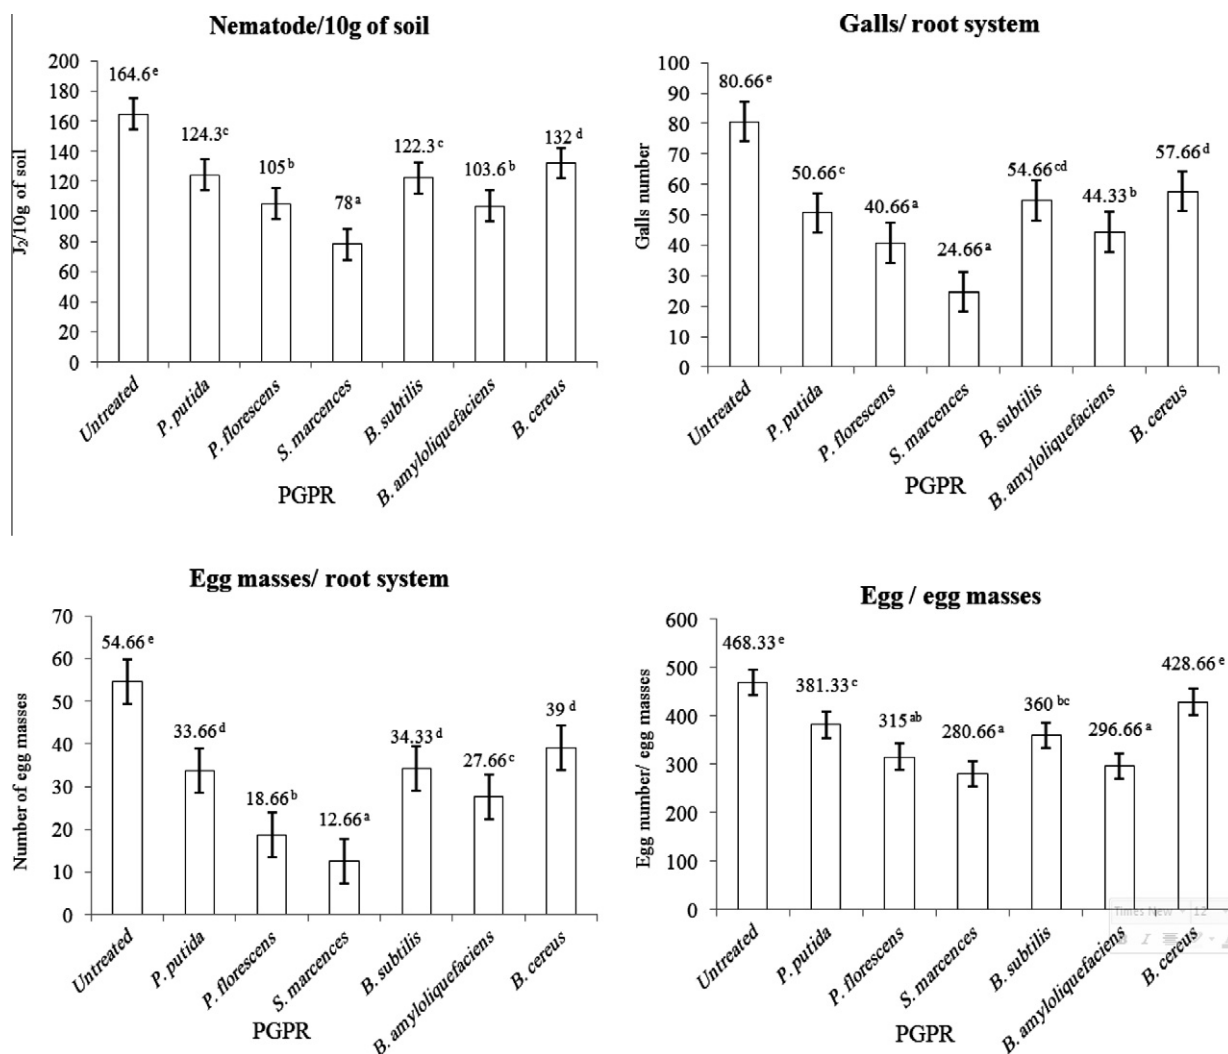 Nematode/10g of soil
J₂/10g of soil
200
180
160
140
120
100
80
60
40
20
0
164.6ᵉ
124.3ᶜ
105ᵇ
78ᵃ
122.3ᶜ
103.6ᵇ
132ᵈ
Untreated
P. putida
P. florescens
S. marcences
B. subtilis
B. amyloliquefaciens
B. cereus
PGPR
Galls/ root system
Galls number
100
90
80
70
60
50
40
30
20
10
0
80.66ᵉ
50.66ᶜ
40.66ᵃ
24.66ᵃ
54.66ᶜᵈ
44.33ᵇ
57.66ᵈ
Untreated
P. putida
P. florescens
S. marcences
B. subtilis
B. amyloliquefaciens
B. cereus
PGPR
Egg masses/ root system
Number of egg masses
70
60
50
40
30
20
10
0
54.66ᵉ
33.66ᵈ
18.66ᵇ
12.66ᵃ
34.33ᵈ
27.66ᶜ
39ᵈ
Untreated
P. putida
P. florescens
S. marcences
B. subtilis
B. amyloliquefaciens
B. cereus
PGPR
Egg / egg masses
Egg number/ egg masses
600
500
400
300
200
100
0
468.33ᵉ
381.33ᶜ
315ᵃᵇ
280.66ᵃ
360ᵇᶜ
296.66ᵃ
428.66ᵉ
Untreated
P. putida
P. florescens
S. marcences
B. subtilis
B. amyloliquefaciens
B. cereus
PGPR
Times New 12